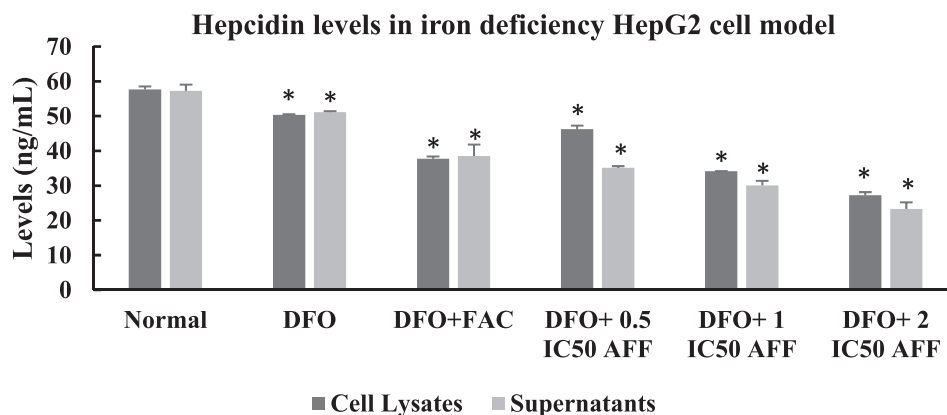 Hepcidin levels in iron deficiency HepG2 cell model
Levels (ng/mL)
70
60
50
40
30
20
10
0
* * * * * * * * * *
Normal DFO DFO+FAC DFO+ 0.5 IC50 AFF DFO+ 1 IC50 AFF DFO+ 2 IC50 AFF
Cell Lysates Supernatants